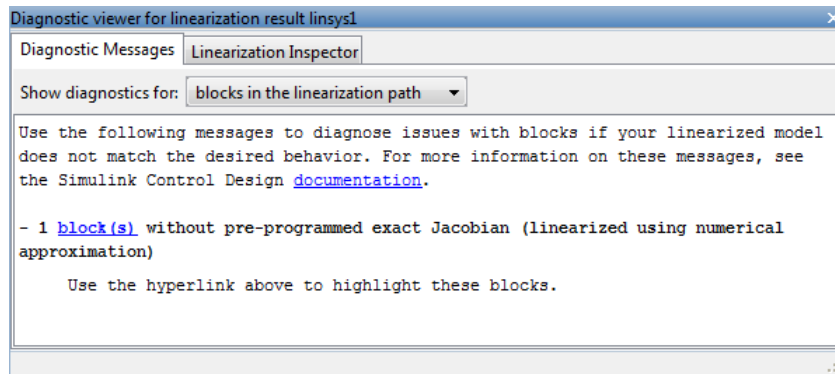 Diagnostic viewer for linearization result linsys1
Diagnostic Messages Linearization Inspector
Show diagnostics for: blocks in the linearization path
Use the following messages to diagnose issues with blocks if your linearized model
does not match the desired behavior. For more information on these messages, see
the Simulink Control Design documentation.
- 1 block(s) without pre-programmed exact Jacobian (linearized using numerical
approximation)
Use the hyperlink above to highlight these blocks.